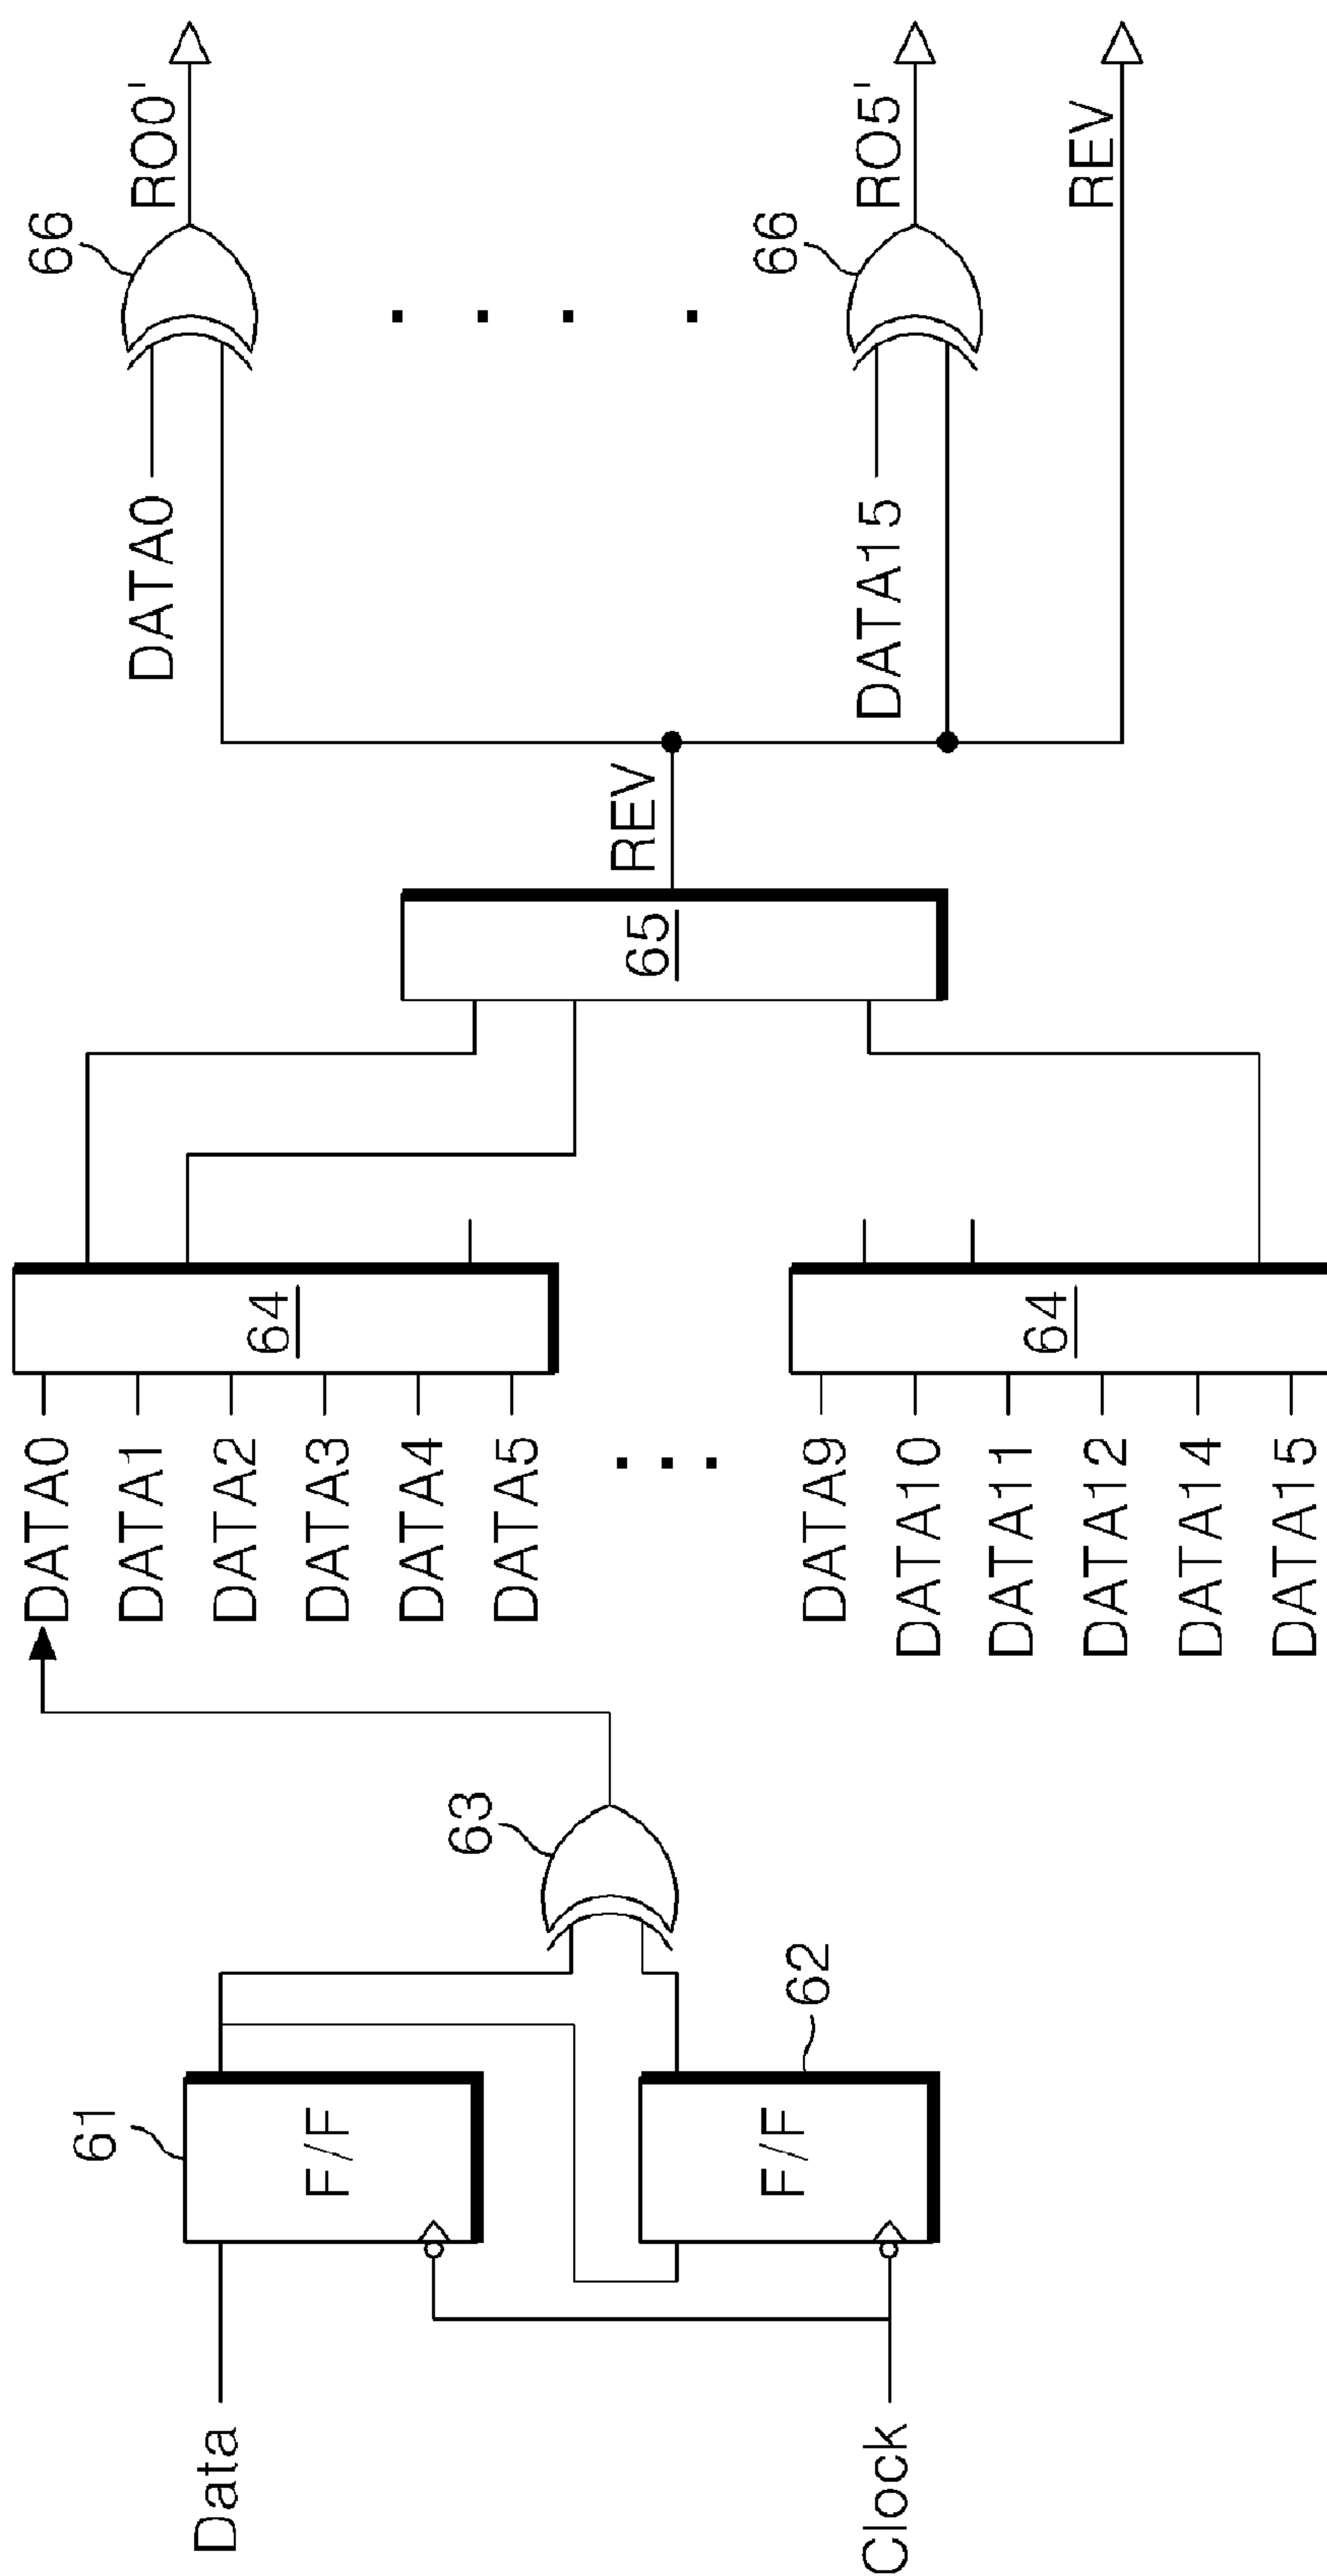 Data
Clock
61
F/F
F/F
62
63
DATA0
DATA1
DATA2
DATA3
DATA4
DATA5
DATA9
DATA10
DATA11
DATA12
DATA14
DATA15
64
64
65
REV
DATA0
DATA15
66
66
RO0'
RO5'
REV